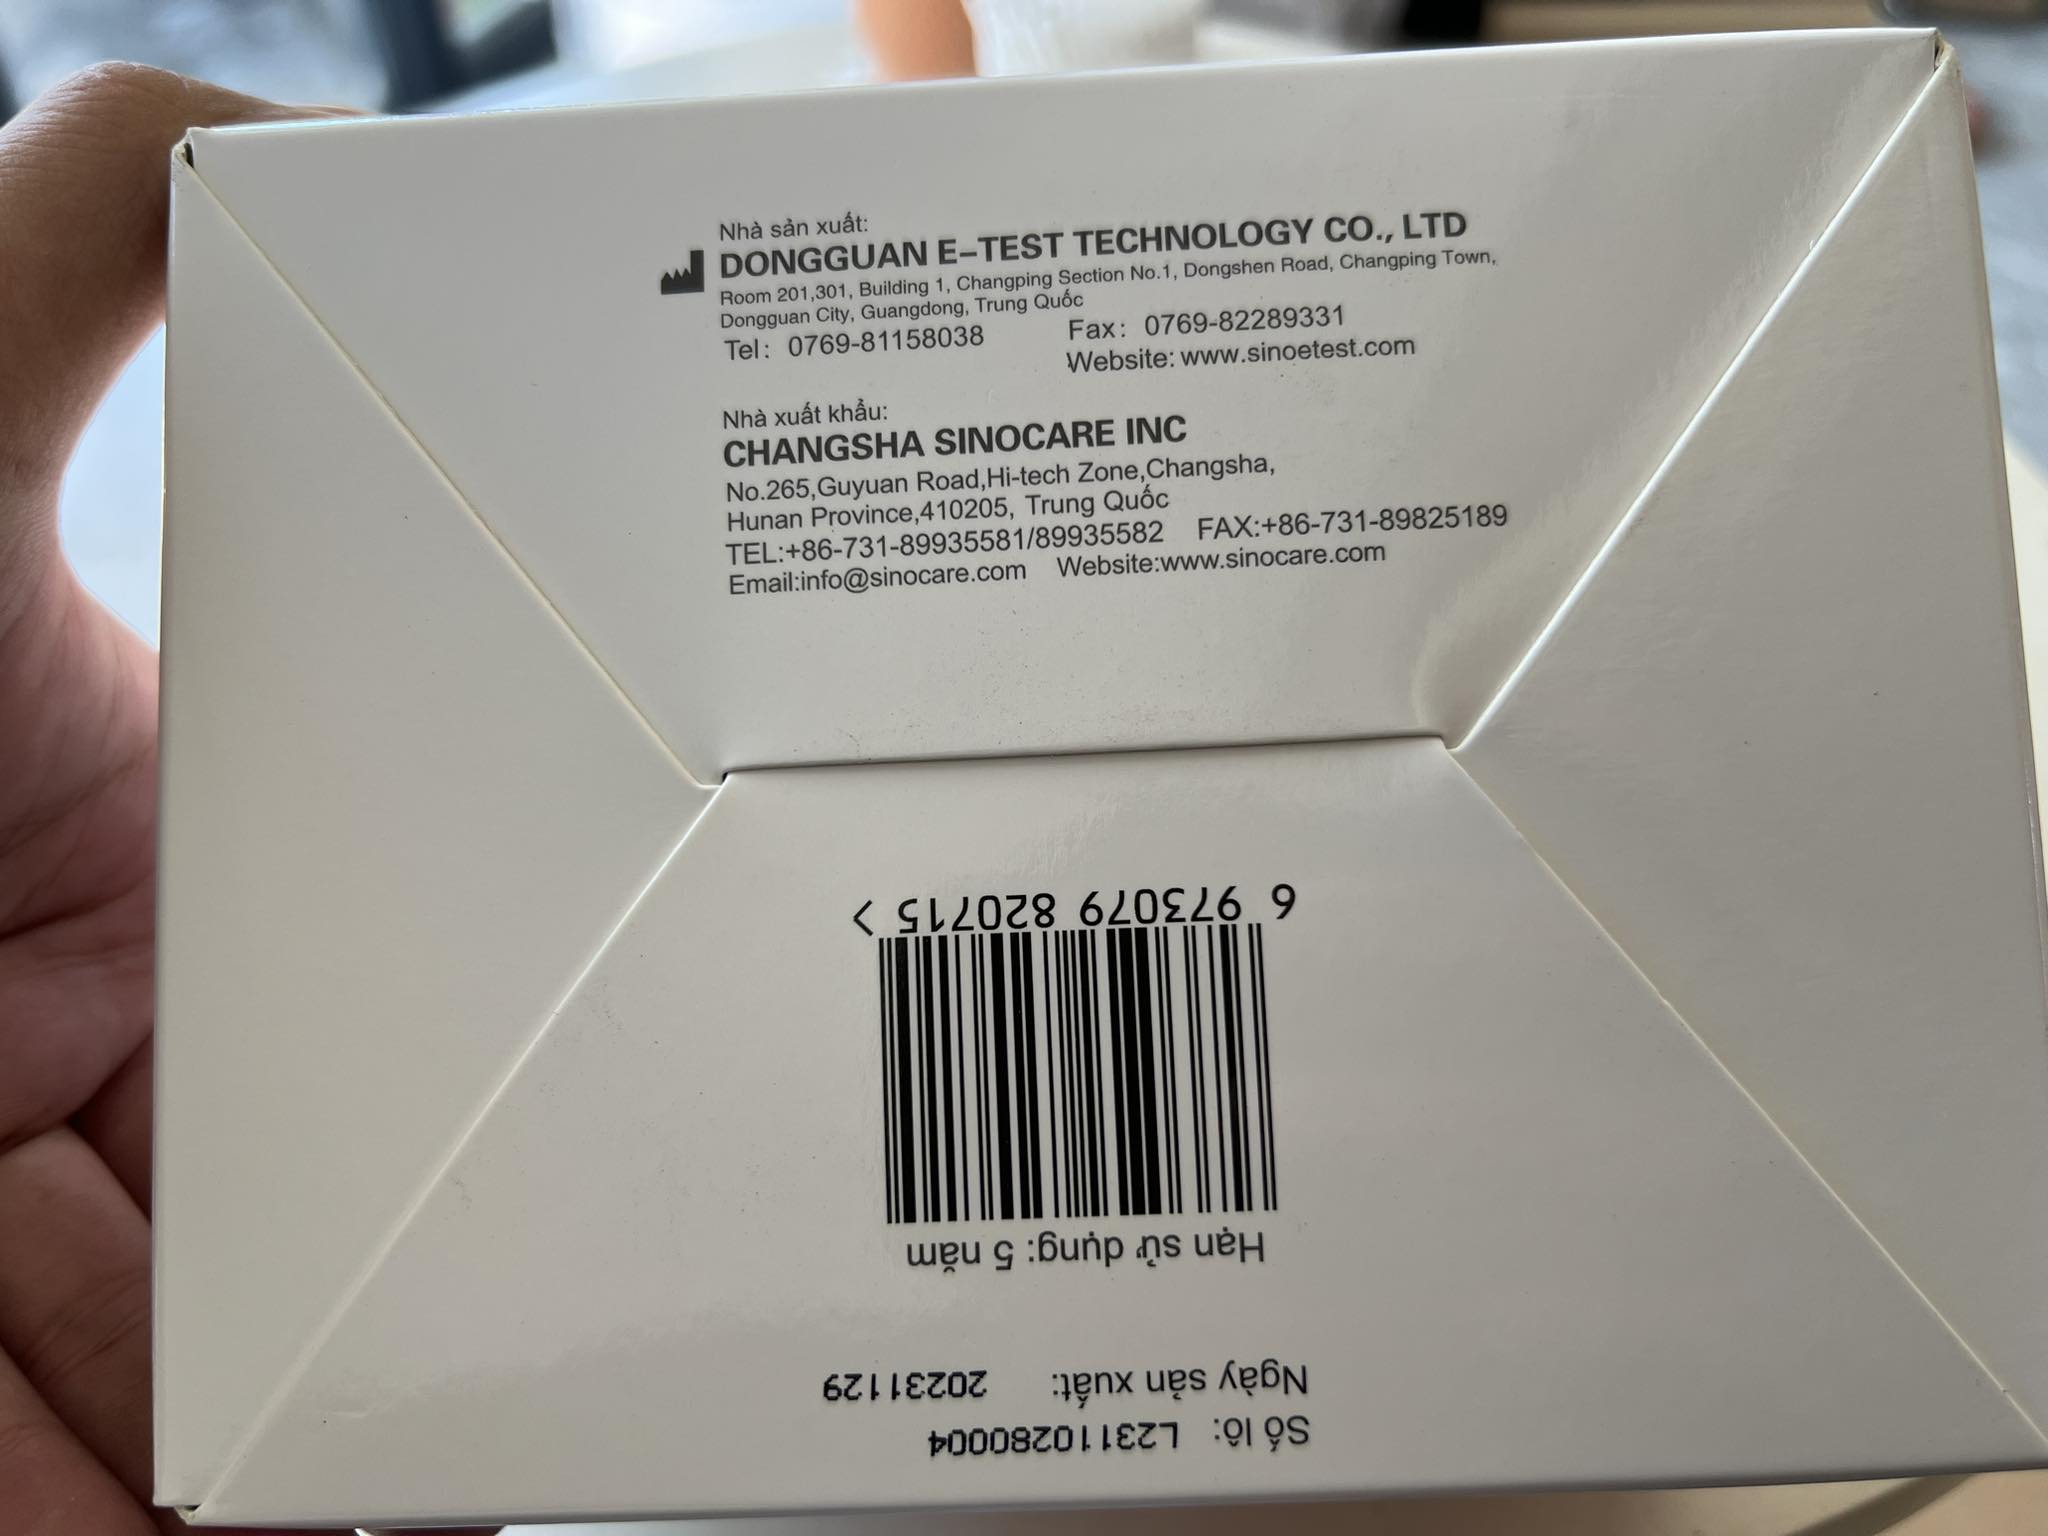 Nhà sản xuất:
DONGGUAN E-TEST TECHNOLOGY CO., LTD
Room 201,301, Building 1, Changping Section No.1, Dongshen Road, Changping Town,
Dongguan City, Guangdong, Trung Quốc
Tel: 0769-81158038 Fax: 0769-82289331
Website: www.sinoetest.com
Nhà xuất khẩu:
CHANGSHA SINOCARE INC
No.265,Guyuan Road,Hi-tech Zone,Changsha,
Hunan Province,410205, Trung Quốc
TEL:+86-731-89935581/89935582 FAX:+86-731-89825189
Email:info@sinocare.com Website:www.sinocare.com
Số lô: L23110280004
Ngày sản xuất: 20231129
Hạn sử dụng: 5 năm
6 973079 820715 >